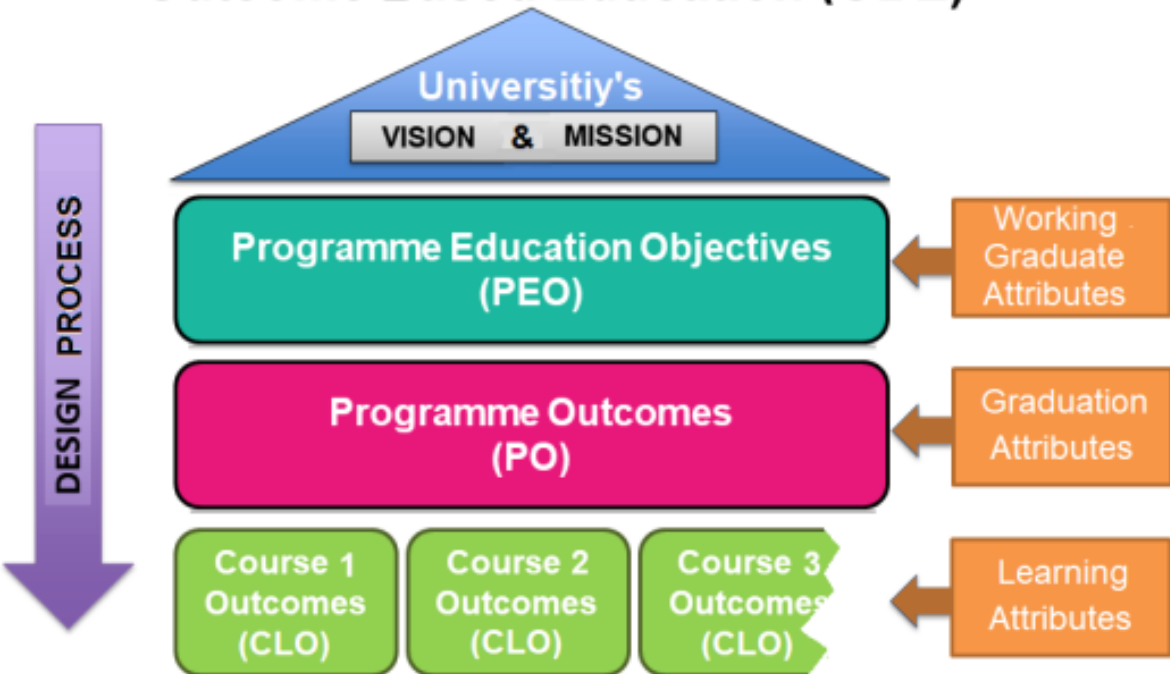 Universitiy's
VISION & MISSION
DESIGN PROCESS
Programme Education Objectives
(PEO)
Working
Graduate
Attributes
Programme Outcomes
(PO)
Graduation
Attributes
Course 1
Outcomes
(CLO)
Course 2
Outcomes
(CLO)
Course 3
Outcomes
(CLO)
Learning
Attributes